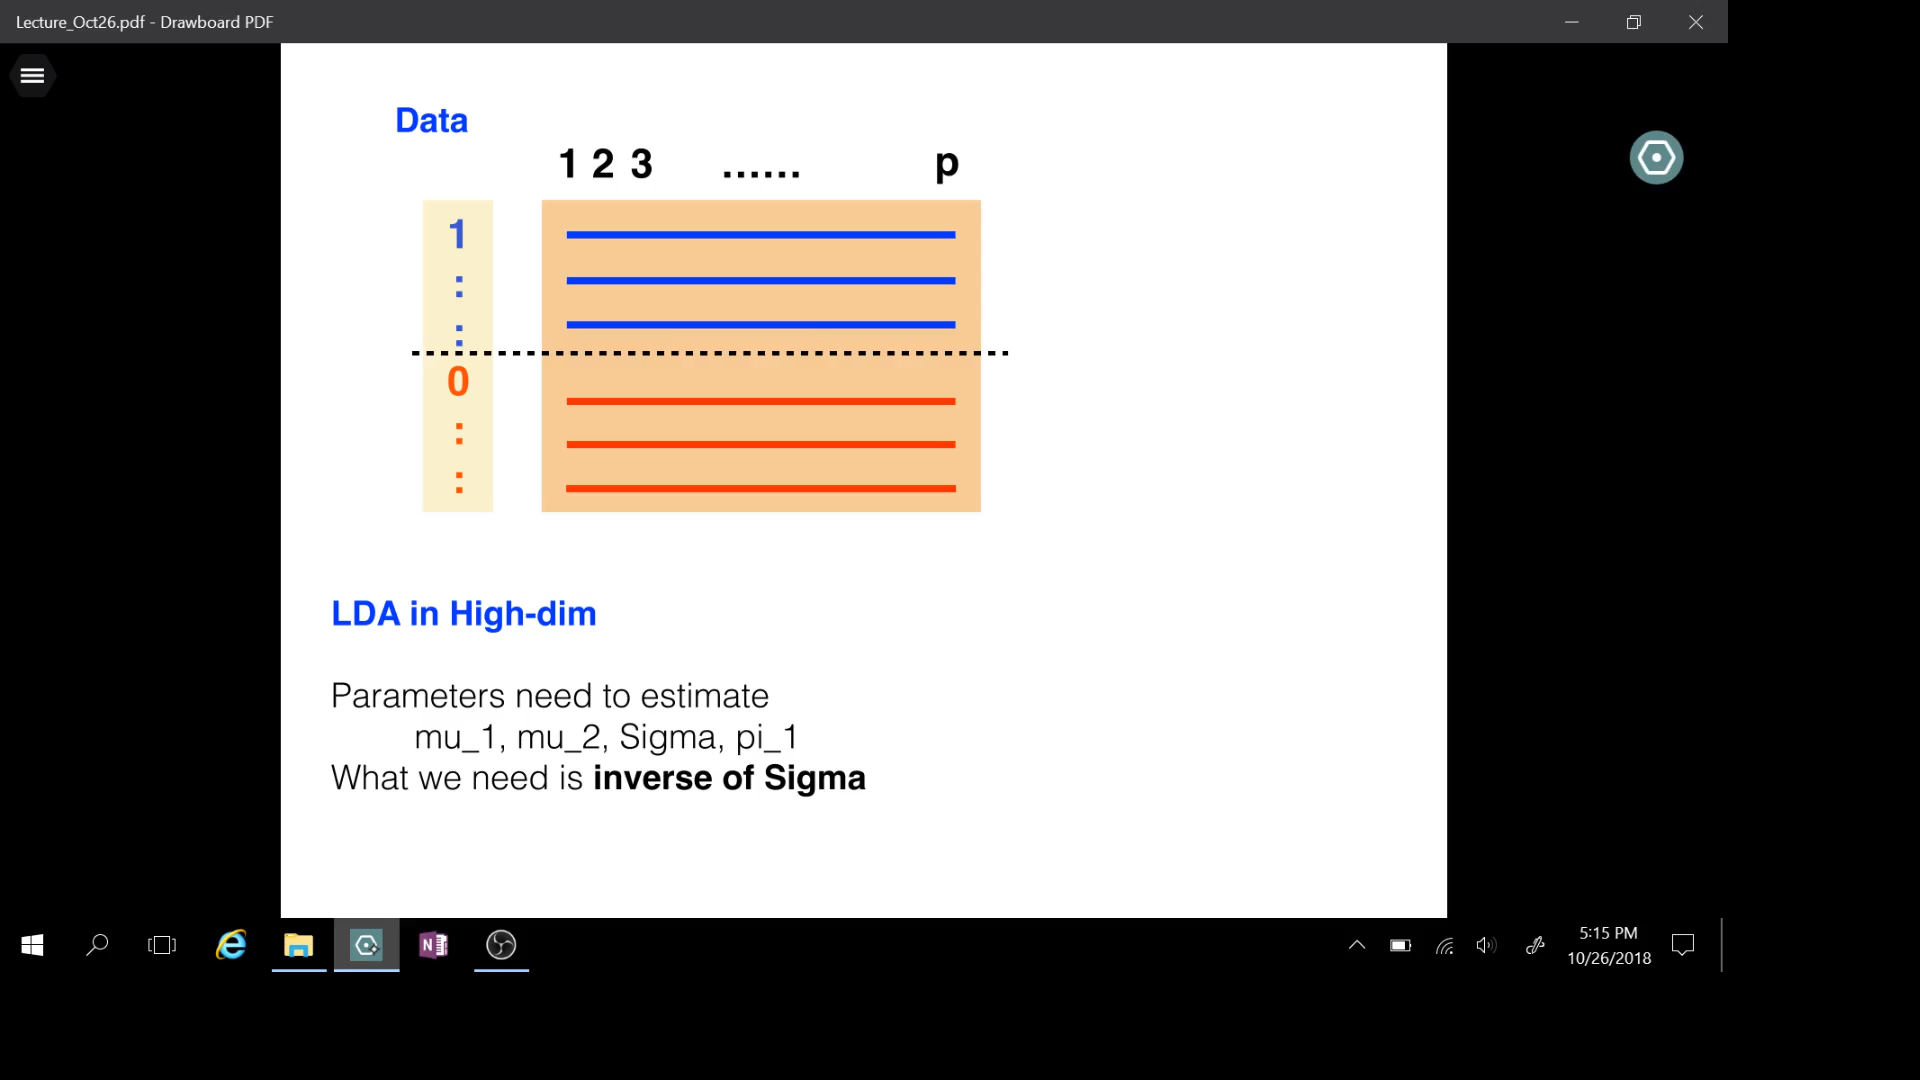 Lecture_Oct26.pdf - Drawboard PDF
Data
1 2 3 ...... p
1
:
:
0
:
:
LDA in High-dim
Parameters need to estimate
mu_1, mu_2, Sigma, pi_1
What we need is inverse of Sigma
N
5:15 PM
10/26/2018